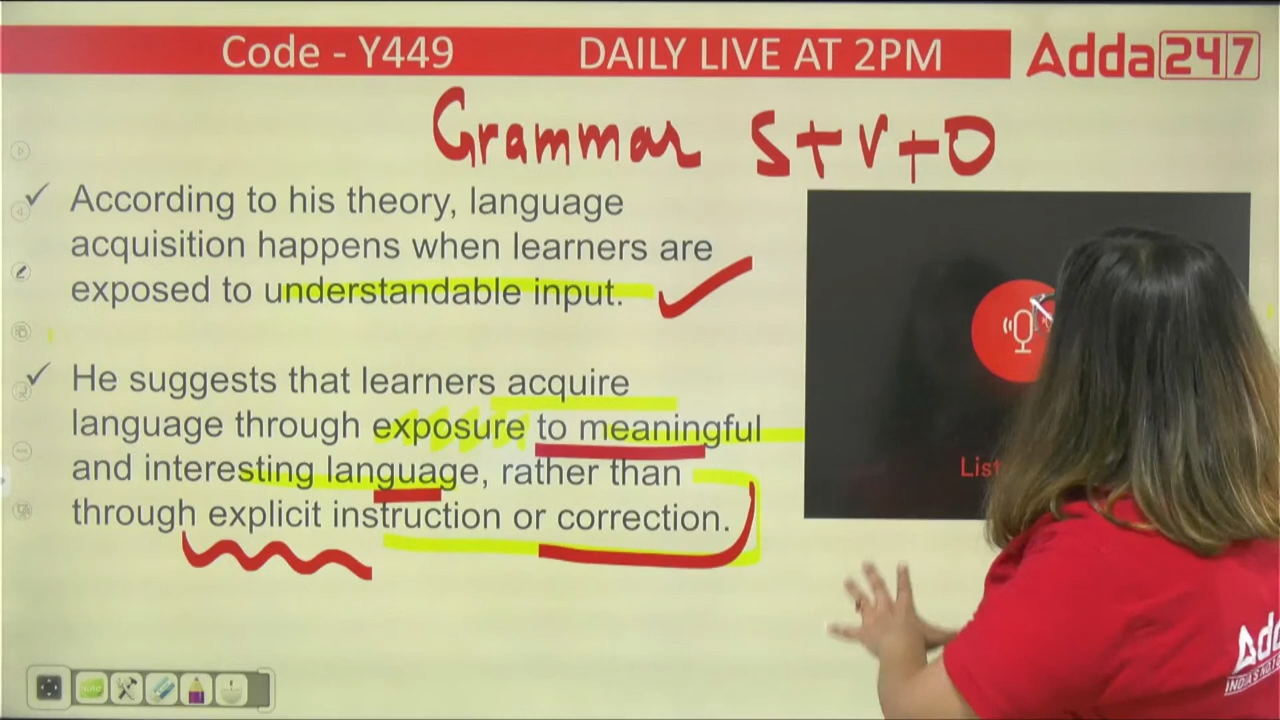 Code - Y449 DAILY LIVE AT 2PM Adda247
Grammar S+V+O
✓ According to his theory, language
acquisition happens when learners are
exposed to understandable input.
✓ He suggests that learners acquire
language through exposure to meaningful
and interesting language, rather than
through explicit instruction or correction.